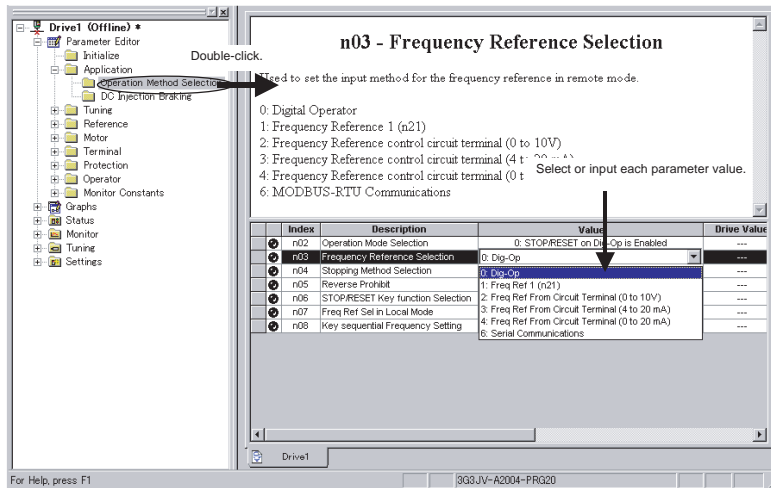 Drive1 (Offline) *
Parameter Editor
Initialize
Application
Operation Method Selection
DC Injection Braking
Tuning
Reference
Motor
Terminal
Protection
Operator
Monitor Constants
Graphs
Status
Monitor
Tuning
Settings
Double-click.
n03 - Frequency Reference Selection
Used to set the input method for the frequency reference in remote mode.
0: Digital Operator
1: Frequency Reference 1 (n21)
2: Frequency Reference control circuit terminal (0 to 10V)
3: Frequency Reference control circuit terminal (4 t
4: Frequency Reference control circuit terminal (0 t
6: MODBUS-RTU Communications
Select or input each parameter value.
Index Description Value Drive Value
n02 Operation Mode Selection 0: STOP/RESET on Dig-Op is Enabled ---
n03 Frequency Reference Selection 0: Dig-Op ---
n04 Stopping Method Selection 0: Dig-Op ---
n05 Reverse Prohibit 1: Freq Ref 1 (n21) ---
n06 STOP/RESET Key function Selection 2: Freq Ref From Circuit Terminal (0 to 10V) ---
n07 Freq Ref Sel in Local Mode 3: Freq Ref From Circuit Terminal (4 to 20 mA) ---
n08 Key sequential Frequency Setting 4: Freq Ref From Circuit Terminal (0 to 20 mA) ---
6: Serial Communications
Drive1
For Help, press F1
3G3JV-A2004-PRG20